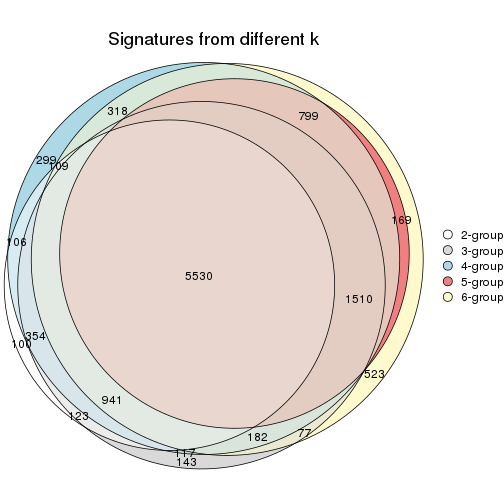 Signatures from different k
318
799
299
109
169
106
5530
1510
354
100
523
941
123
182
77
117
143
2-group
3-group
4-group
5-group
6-group